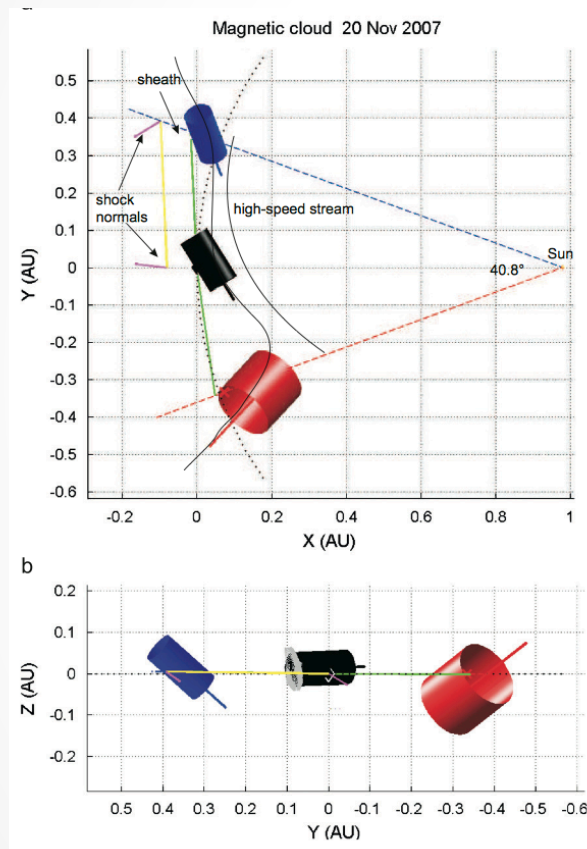 Magnetic cloud 20 Nov 2007
0.5
0.4
0.3
0.2
0.1
0
-0.1
-0.2
-0.3
-0.4
-0.5
-0.6
Y (AU)
sheath
shock
normals
high-speed stream
Sun
40.8°
-0.2 0 0.2 0.4 0.6 0.8 1
X (AU)
b
0.2
0.1
0
-0.1
-0.2
Z (AU)
0.5 0.4 0.3 0.2 0.1 0 -0.1 -0.2 -0.3 -0.4 -0.5 -0.6
Y (AU)